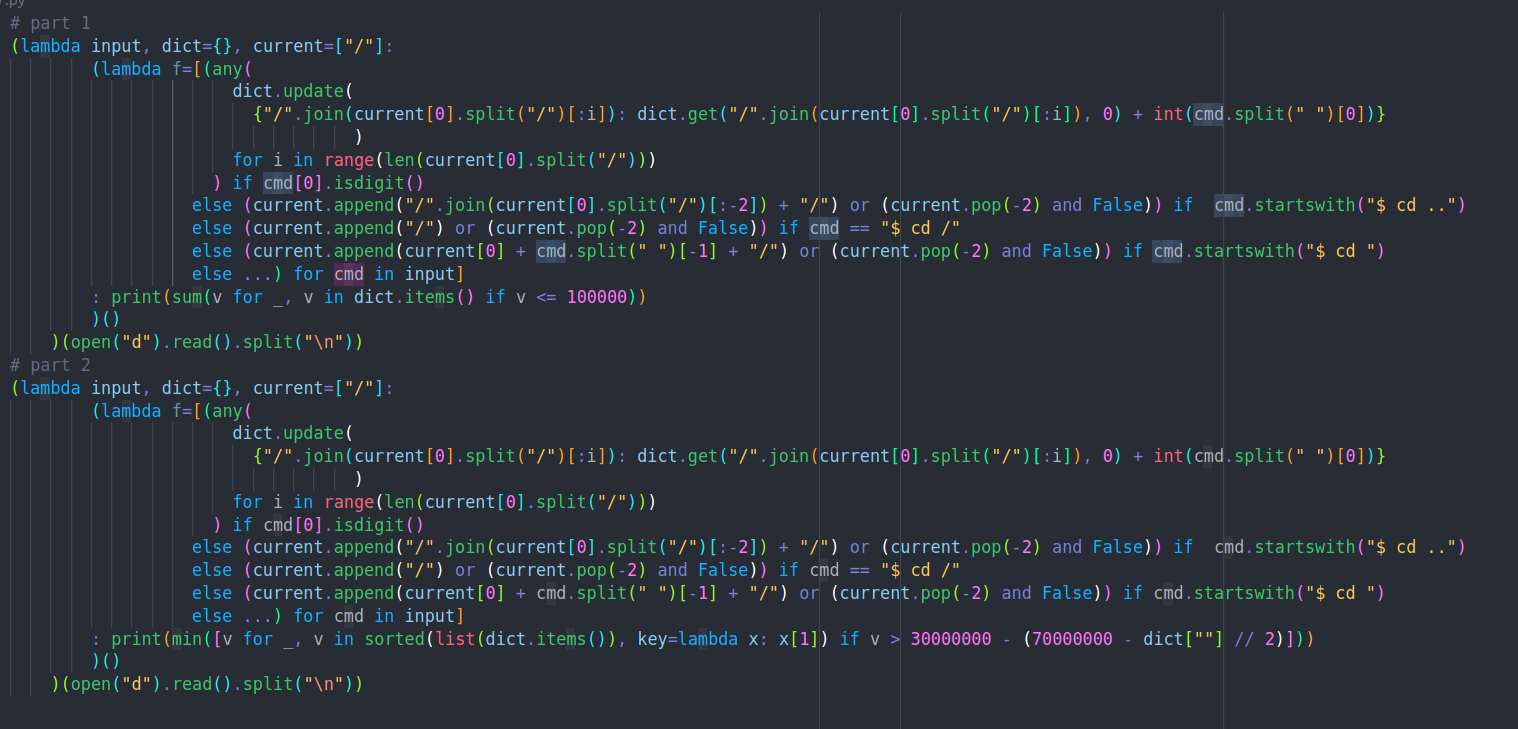 # part 1
(lambda input, dict={}, current=["/"]:
        (lambda f=[(any(
                      dict.update(
                        {"/".join(current[0].split("/")[:i]): dict.get("/".join(current[0].split("/")[:i]), 0) + int(cmd.split(" ")[0])}
                                  )
                      for i in range(len(current[0].split("/")))
                    ) if cmd[0].isdigit()
                  else (current.append("/".join(current[0].split("/")[:-2]) + "/") or (current.pop(-2) and False)) if  cmd.startswith("$ cd ..")
                  else (current.append("/") or (current.pop(-2) and False)) if cmd == "$ cd /"
                  else (current.append(current[0] + cmd.split(" ")[-1] + "/") or (current.pop(-2) and False)) if cmd.startswith("$ cd ")
                  else ...) for cmd in input]
        : print(sum(v for _, v in dict.items() if v <= 100000))
        )()
    )(open("d").read().split("\n"))
# part 2
(lambda input, dict={}, current=["/"]:
        (lambda f=[(any(
                      dict.update(
                        {"/".join(current[0].split("/")[:i]): dict.get("/".join(current[0].split("/")[:i]), 0) + int(cmd.split(" ")[0])}
                                  )
                      for i in range(len(current[0].split("/")))
                    ) if cmd[0].isdigit()
                  else (current.append("/".join(current[0].split("/")[:-2]) + "/") or (current.pop(-2) and False)) if  cmd.startswith("$ cd ..")
                  else (current.append("/") or (current.pop(-2) and False)) if cmd == "$ cd /"
                  else (current.append(current[0] + cmd.split(" ")[-1] + "/") or (current.pop(-2) and False)) if cmd.startswith("$ cd ")
                  else ...) for cmd in input]
        : print(min([v for _, v in sorted(list(dict.items()), key=lambda x: x[1]) if v > 30000000 - (70000000 - dict[""] // 2)]))
        )()
    )(open("d").read().split("\n"))